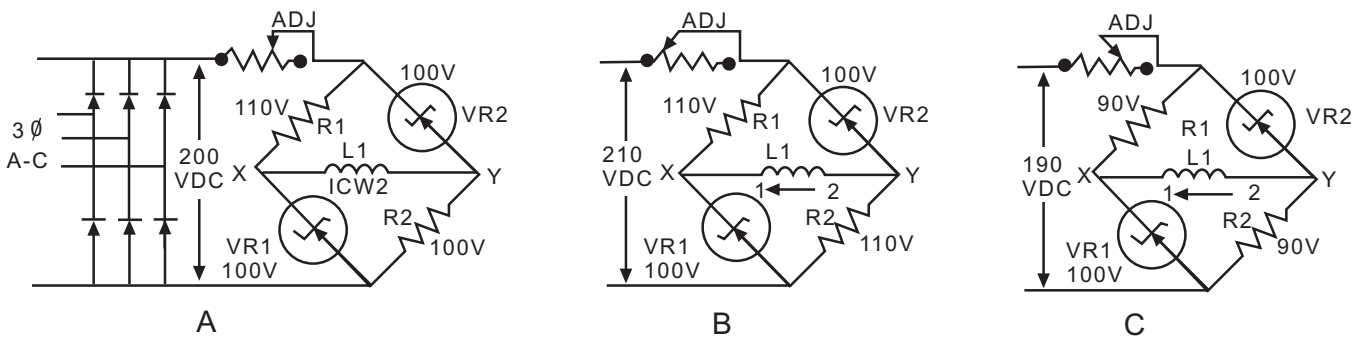 ADJ
100V
110V
VR2
R1
3 Ø
A-C
200
VDC
X
L1
Y
ICW2
R2
VR1
100V
100V
A
ADJ
100V
110V
VR2
R1
210
VDC
X
L1
Y
1 2
R2
VR1
100V
110V
B
ADJ
100V
90V
VR2
R1
190
VDC
X
L1
Y
1 2
R2
VR1
100V
90V
C